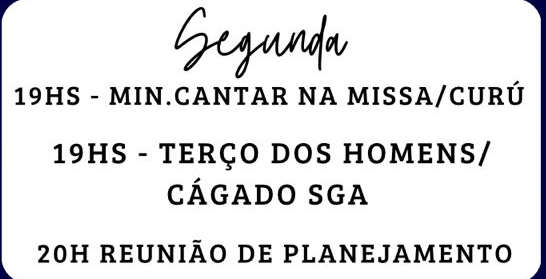 Segunda
19HS - MIN.CANTAR NA MISSA/CURÚ
19HS - TERÇO DOS HOMENS/
CÁGADO SGA
20H REUNIÃO DE PLANEJAMENTO